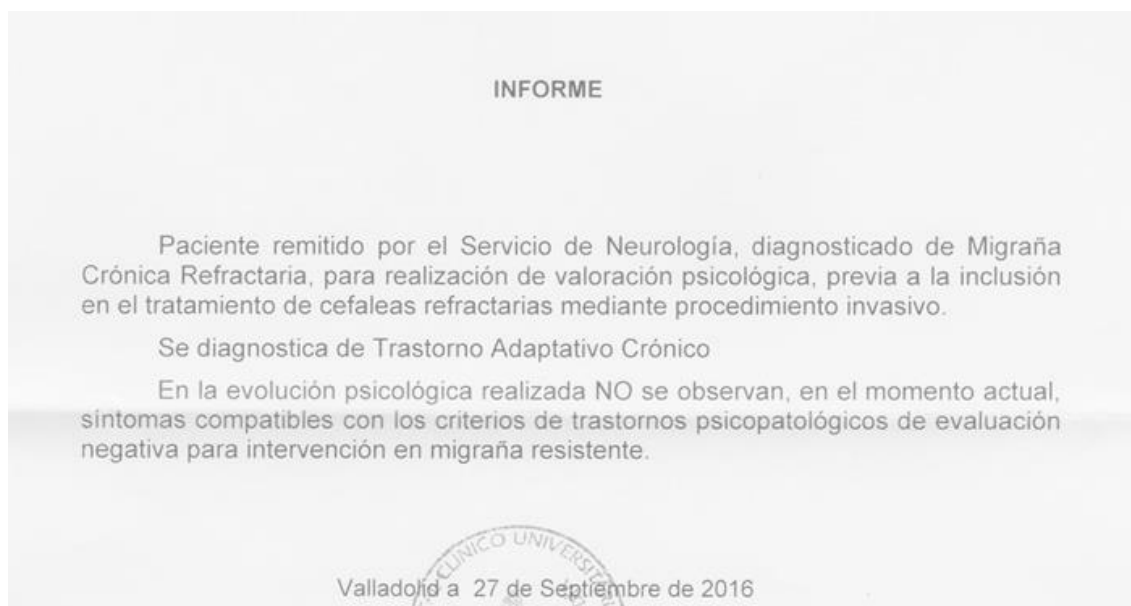 INFORME
Paciente remitido por el Servicio de Neurología, diagnosticado de Migraña
Crónica Refractaria, para realización de valoración psicológica, previa a la inclusión
en el tratamiento de cefaleas refractarias mediante procedimiento invasivo.
Se diagnostica de Trastorno Adaptativo Crónico
En la evolución psicológica realizada NO se observan, en el momento actual,
síntomas compatibles con los criterios de trastornos psicopatológicos de evaluación
negativa para intervención en migraña resistente.
CLINICO UNIVERSITARIO
Valladolid a 27 de Septiembre de 2016